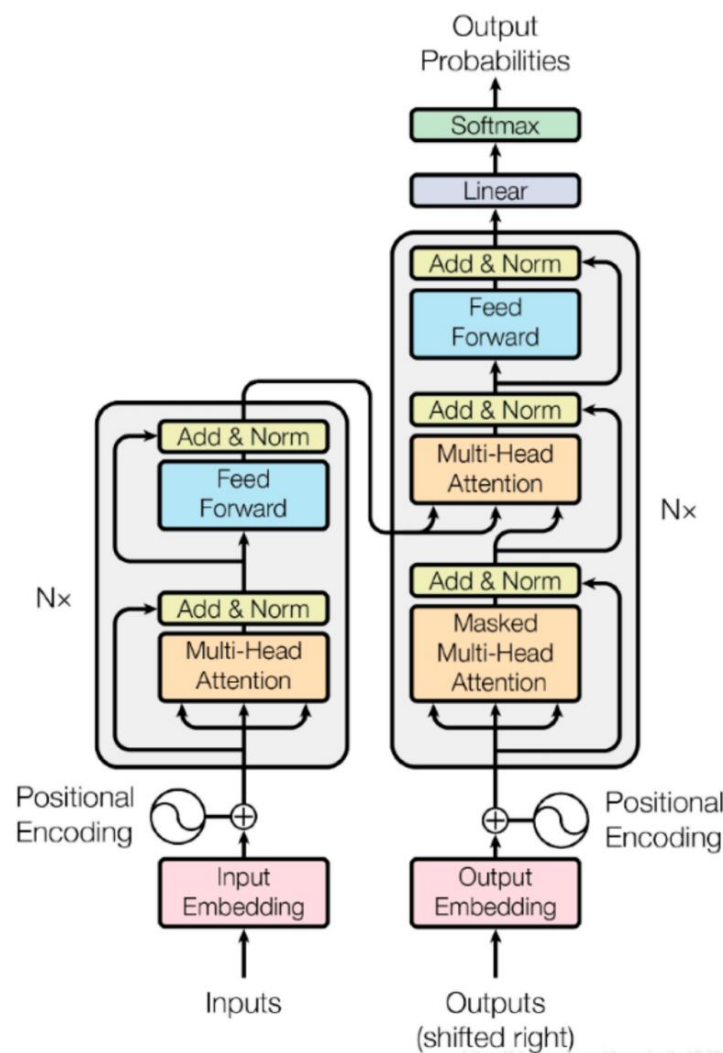 Output
Probabilities
Softmax
Linear
Add & Norm
Feed
Forward
Add & Norm
Multi-Head
Attention
Nx
Add & Norm
Masked
Multi-Head
Attention
Add & Norm
Feed
Forward
Nx
Add & Norm
Multi-Head
Attention
Positional
Encoding
Positional
Encoding
Input
Embedding
Output
Embedding
Inputs
Outputs
(shifted right)